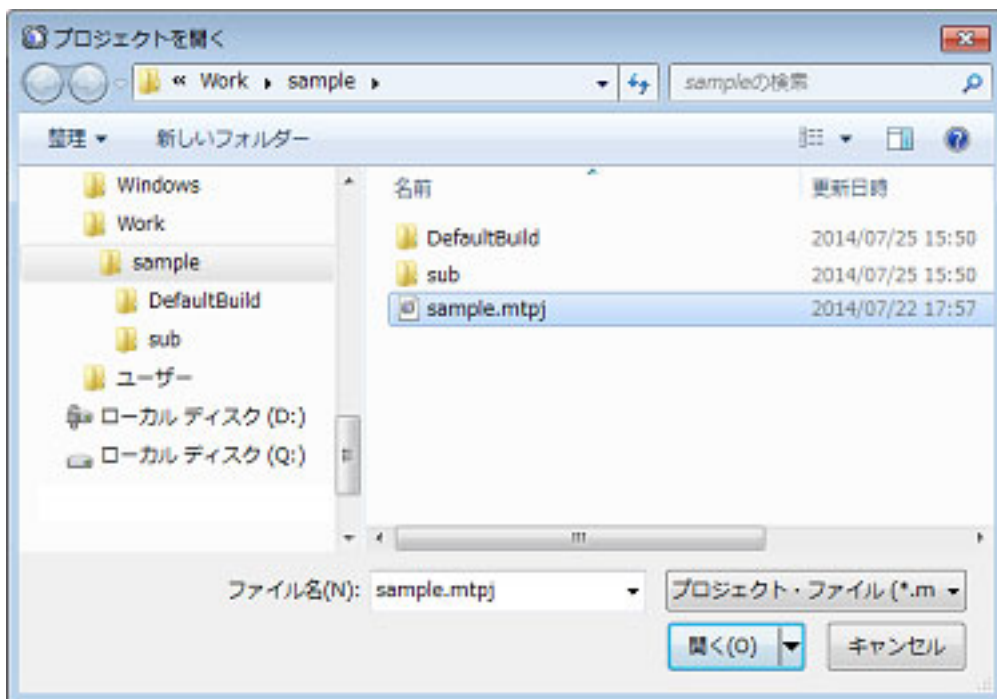 プロジェクトを開く
« Work ▸ sample ▸
sampleの検索
整理 ▼ 新しいフォルダー
Windows
Work
sample
DefaultBuild
sub
ユーザー
ローカル ディスク (D:)
ローカル ディスク (Q:)
名前 更新日時
DefaultBuild 2014/07/25 15:50
sub 2014/07/25 15:50
sample.mtpj 2014/07/22 17:57
ファイル名(N): sample.mtpj
プロジェクト・ファイル (*.m
開く(O) キャンセル